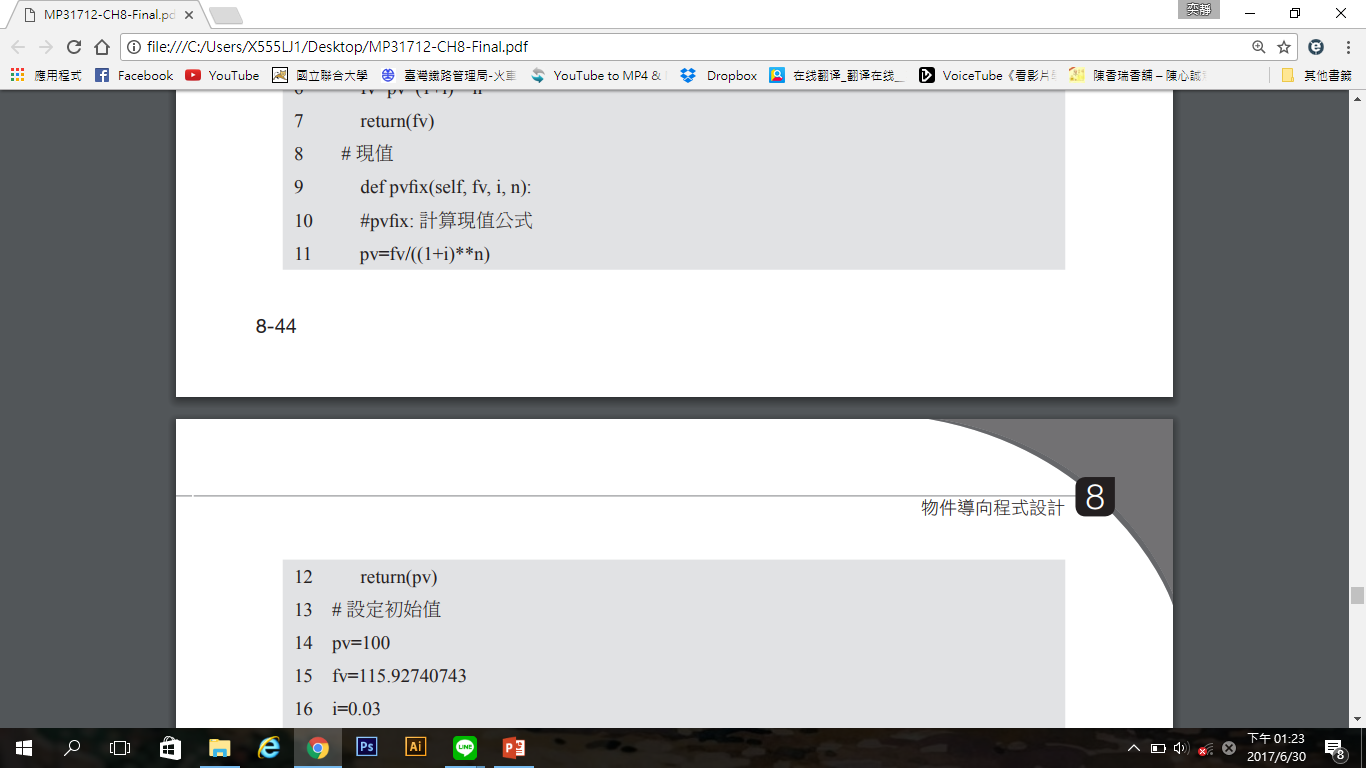 MP31712-CH8-Final.pd
奕靜
file:///C:/Users/X555LJ1/Desktop/MP31712-CH8-Final.pdf
應用程式 Facebook YouTube 國立聯合大學 臺灣鐵路管理局-火車 YouTube to MP4 & Dropbox 在线翻译_翻译在线_ VoiceTube《看影片 陳香瑞香舖 – 陳心誠 其他書籤
7 return(fv)
8 # 現值
9 def pvfix(self, fv, i, n):
10 #pvfix: 計算現值公式
11 pv=fv/((1+i)**n)
8-44
物件導向程式設計 8
12 return(pv)
13 # 設定初始值
14 pv=100
15 fv=115.92740743
16 i=0.03
Ps Ai LINE
下午 01:23
2017/6/30
8